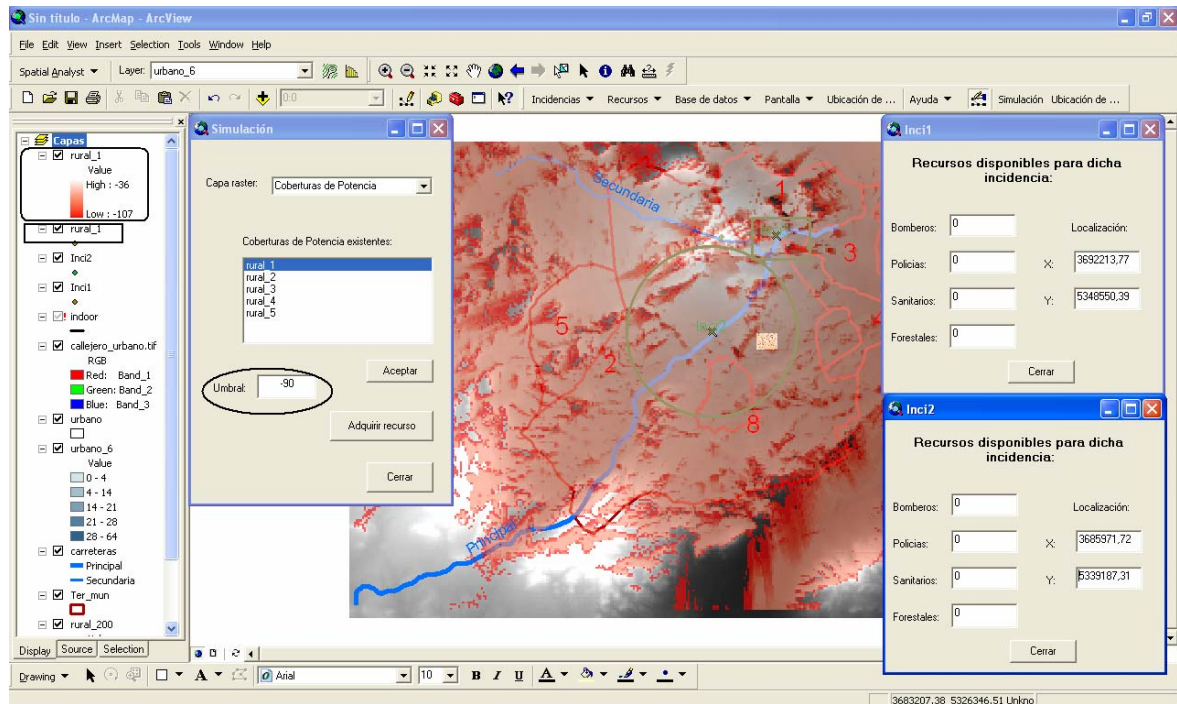 Sin título - ArcMap - ArcView
File Edit View Insert Selection Tools Window Help
Spatial Analyst Layer: urbano_6
0:0 Incidencias Recursos Base de datos Pantalla Ubicación de ... Ayuda Simulación Ubicación de ...
Capas
rural_1
Value
High : -36
Low : -107
rural_1
Inci2
Inci1
indoor
callejero_urbano.tif
RGB
Red: Band_1
Green: Band_2
Blue: Band_3
urbano
urbano_6
Value
0 - 4
4 - 14
14 - 21
21 - 28
28 - 64
carreteras
Principal
Secundaria
Ter_mun
rural_200
Display Source Selection
Simulación
Capa raster: Coberturas de Potencia
Coberturas de Potencia existentes:
rural_1
rural_2
rural_3
rural_4
rural_5
Aceptar
Umbral: -90
Adquirir recurso
Cerrar
Secundaria
1
3
5
2
8
Principal
Inci1
Recursos disponibles para dicha
incidencia:
Bomberos: 0 Localización:
Policias: 0 X: 3692213,77
Sanitarios: 0 Y: 5348550,39
Forestales: 0
Cerrar
Inci2
Recursos disponibles para dicha
incidencia:
Bomberos: 0 Localización:
Policias: 0 X: 3685971,72
Sanitarios: 0 Y: 5339187,31
Forestales: 0
Cerrar
Drawing A Arial 10 B I U A
3683207,38 5326346,51 Unkno